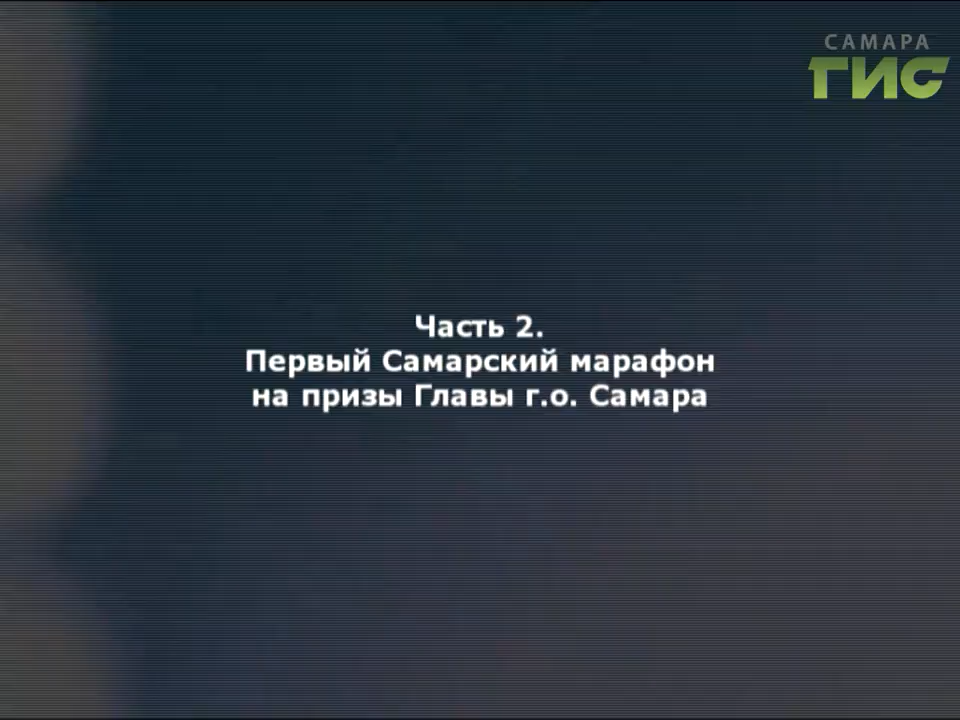 САМАРА
ГИС
Часть 2.
Первый Самарский марафон
на призы Главы г.о. Самара